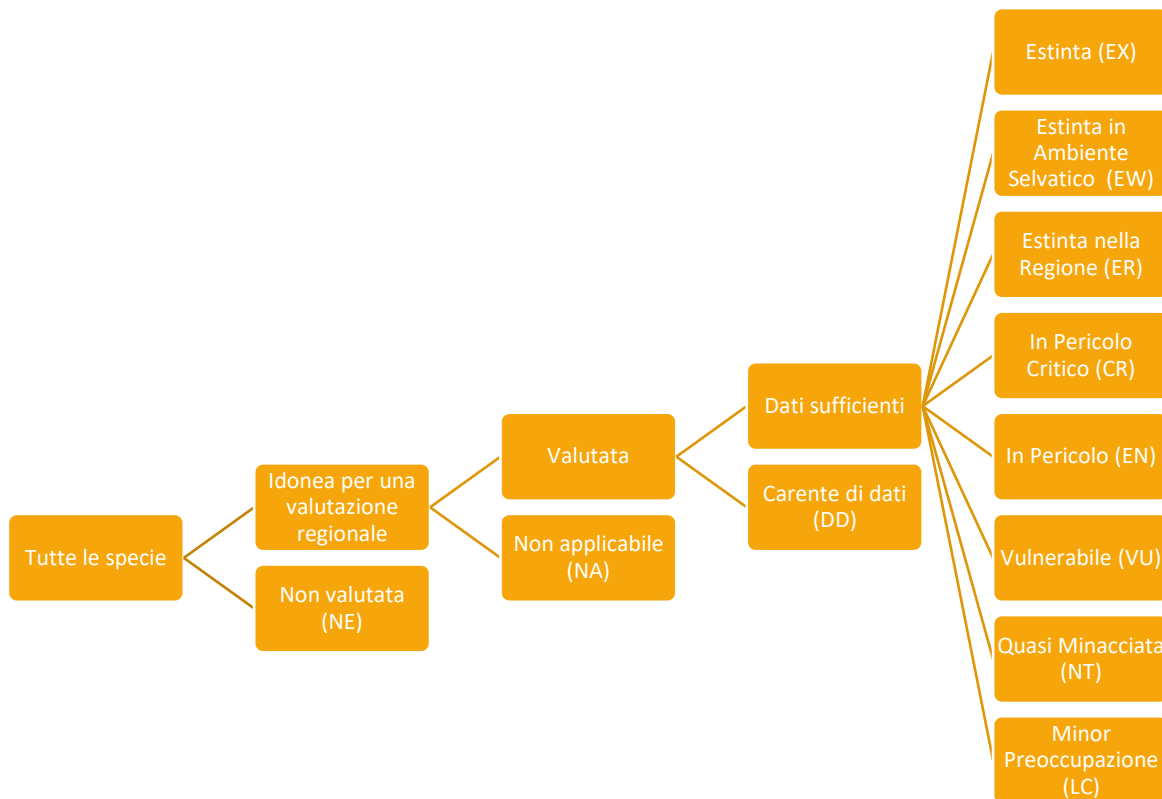 Tutte le specie
Idonea per una
valutazione
regionale
Non valutata
(NE)
Valutata
Non applicabile
(NA)
Dati sufficienti
Carente di dati
(DD)
Estinta (EX)
Estinta in
Ambiente
Selvatico (EW)
Estinta nella
Regione (ER)
In Pericolo
Critico (CR)
In Pericolo (EN)
Vulnerabile (VU)
Quasi Minacciata
(NT)
Minor
Preoccupazione
(LC)